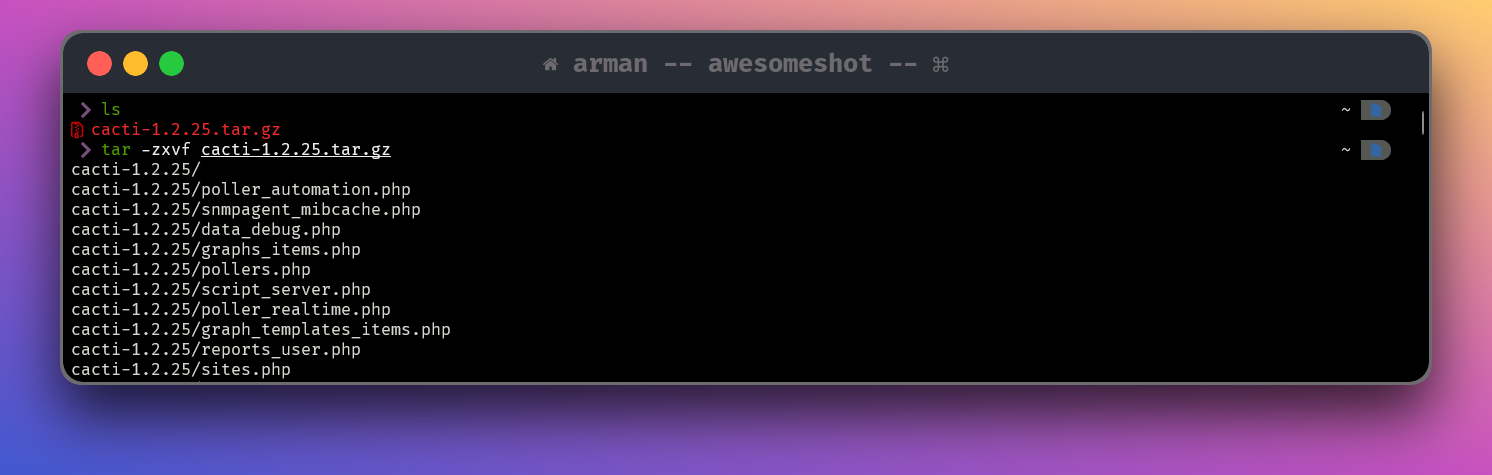 arman -- awesomeshot -- ⌘
❯ ls ~
cacti-1.2.25.tar.gz
❯ tar -zxvf cacti-1.2.25.tar.gz ~
cacti-1.2.25/
cacti-1.2.25/poller_automation.php
cacti-1.2.25/snmpagent_mibcache.php
cacti-1.2.25/data_debug.php
cacti-1.2.25/graphs_items.php
cacti-1.2.25/pollers.php
cacti-1.2.25/script_server.php
cacti-1.2.25/poller_realtime.php
cacti-1.2.25/graph_templates_items.php
cacti-1.2.25/reports_user.php
cacti-1.2.25/sites.php